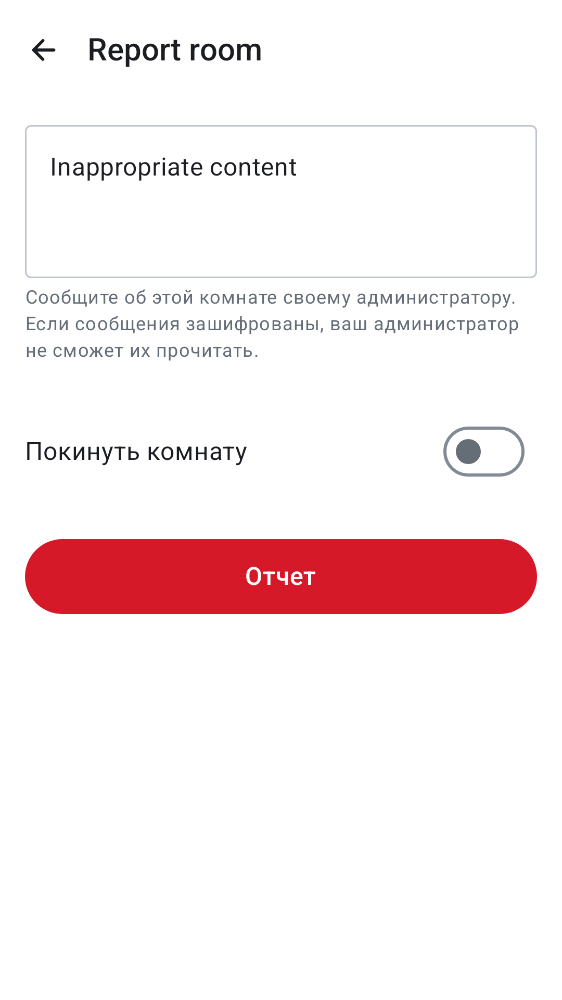 Report room
Inappropriate content
Сообщите об этой комнате своему администратору.
Если сообщения зашифрованы, ваш администратор
не сможет их прочитать.
Покинуть комнату
Отчет